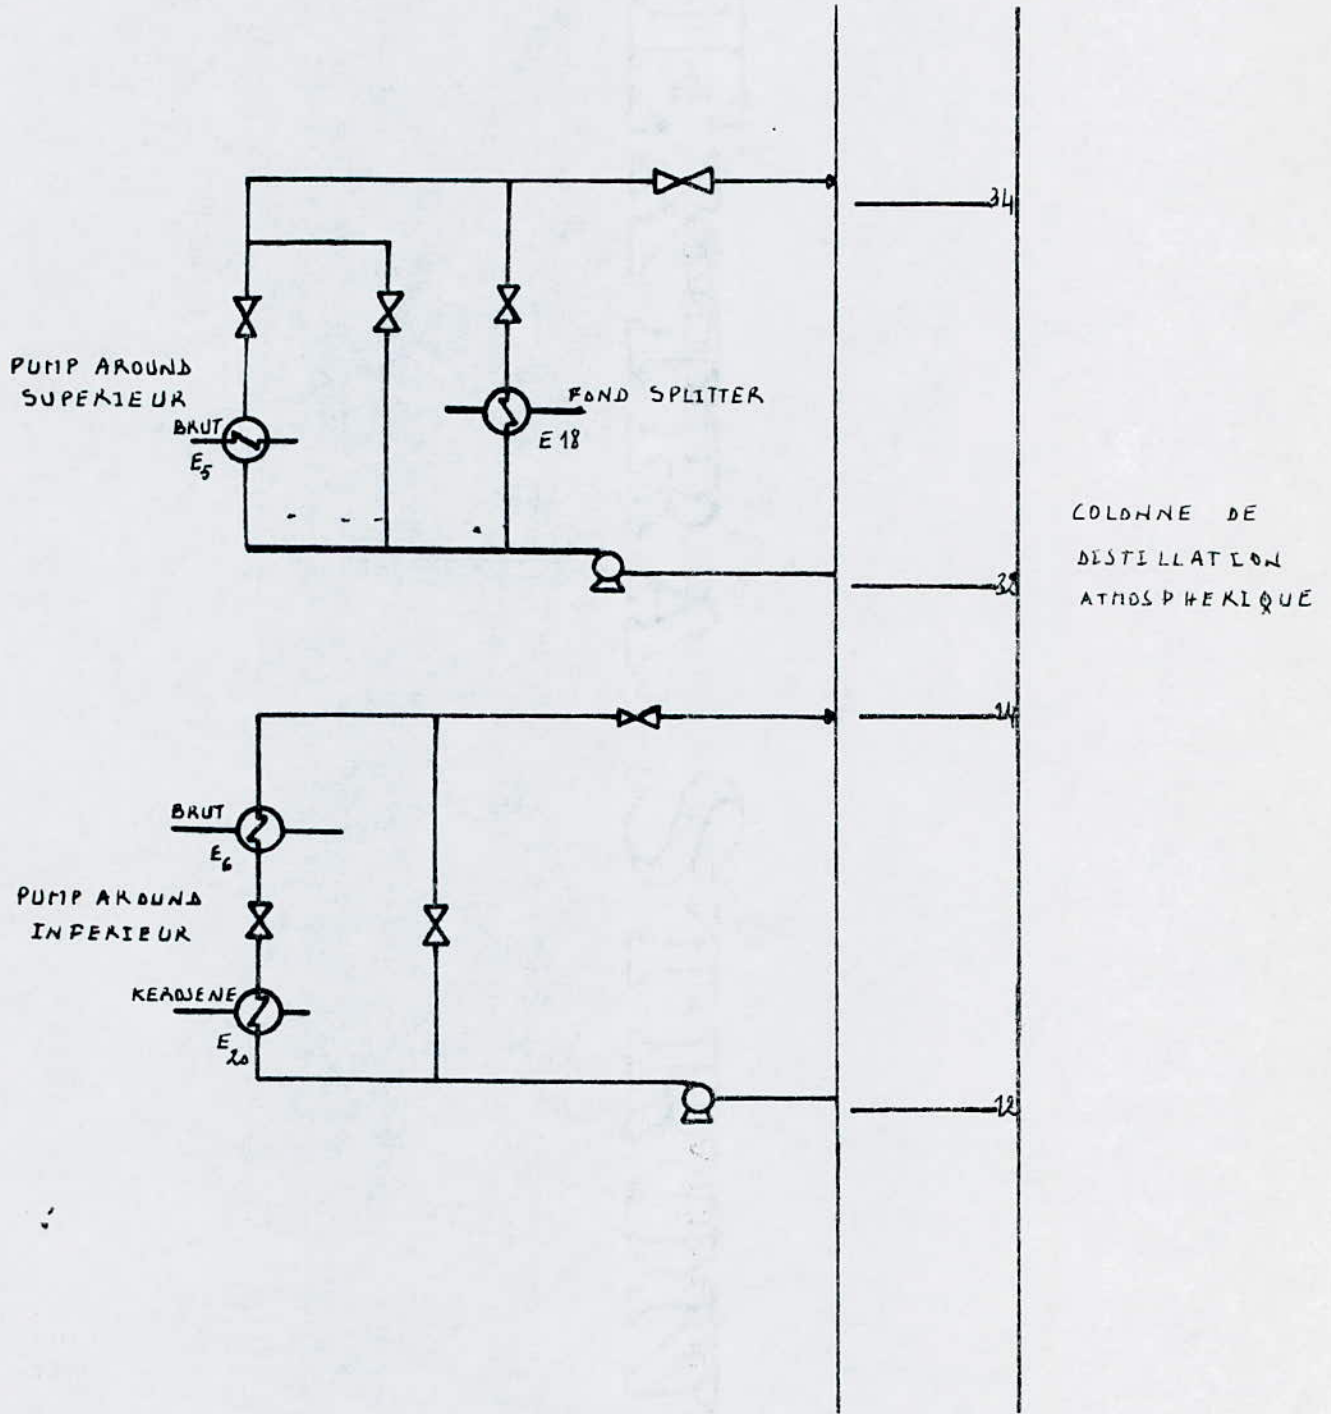 34
PUMP AROUND
SUPERIEUR
FOND SPLITTER
BRUT
E5
E18
COLONNE DE
DISTILLATION
ATMOSPHERIQUE
BRUT
E6
PUMP AROUND
INFERIEUR
KEROSENE
E20
12